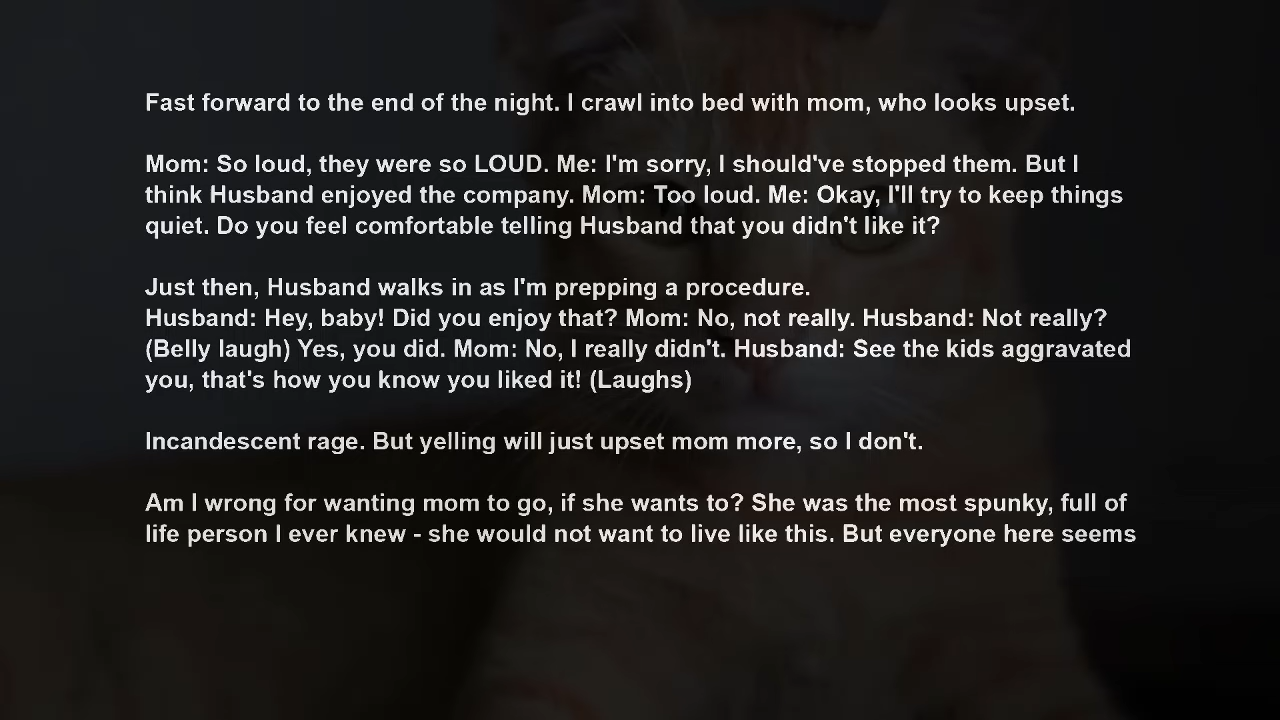 Fast forward to the end of the night. I crawl into bed with mom, who looks upset.
Mom: So loud, they were so LOUD. Me: I'm sorry, I should've stopped them. But I
think Husband enjoyed the company. Mom: Too loud. Me: Okay, I'll try to keep things
quiet. Do you feel comfortable telling Husband that you didn't like it?
Just then, Husband walks in as I'm prepping a procedure.
Husband: Hey, baby! Did you enjoy that? Mom: No, not really. Husband: Not really?
(Belly laugh) Yes, you did. Mom: No, I really didn't. Husband: See the kids aggravated
you, that's how you know you liked it! (Laughs)
Incandescent rage. But yelling will just upset mom more, so I don't.
Am I wrong for wanting mom to go, if she wants to? She was the most spunky, full of
life person I ever knew - she would not want to live like this. But everyone here seems